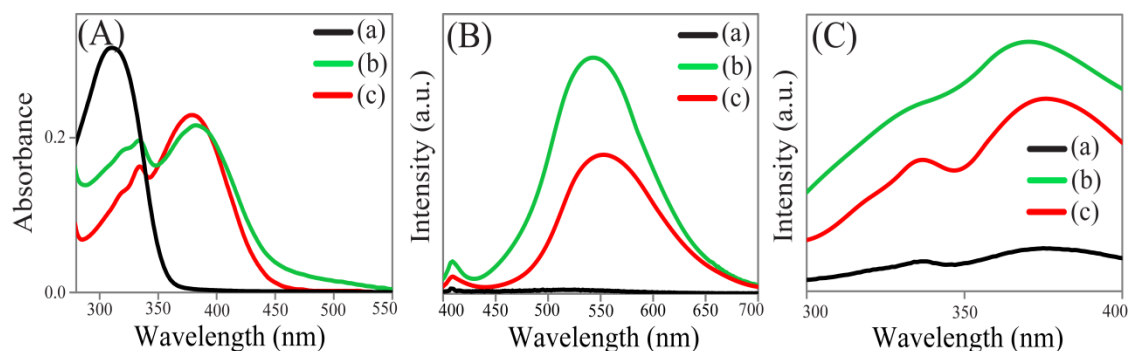 (A)
(a)
(b)
(c)
0.2
0.0
Absorbance
300 350 400 450 500 550
Wavelength (nm)
(B)
(a)
(b)
(c)
Intensity (a.u.)
400 450 500 550 600 650 700
Wavelength (nm)
(C)
(a)
(b)
(c)
Intensity (a.u.)
300 350 400
Wavelength (nm)